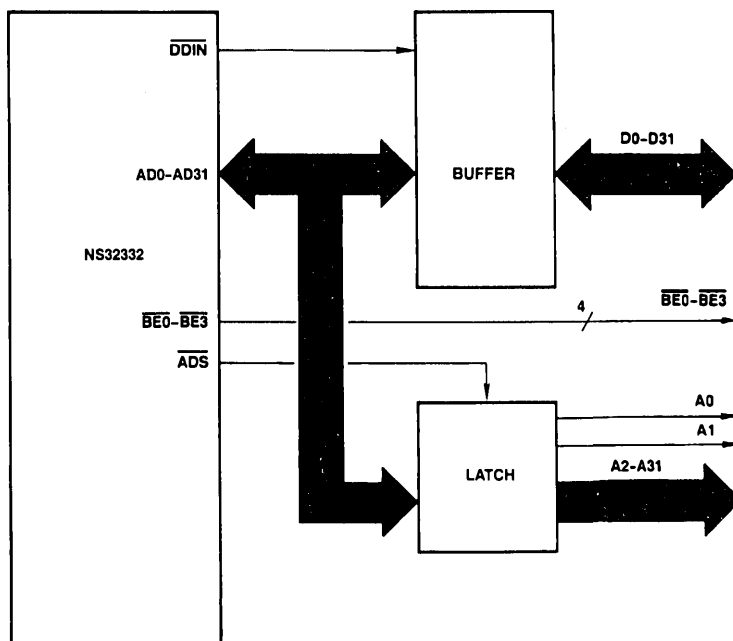 DDIN
D0-D31
AD0-AD31
BUFFER
NS32332
BE0-BE3
4
BE0-BE3
ADS
A0
A1
A2-A31
LATCH